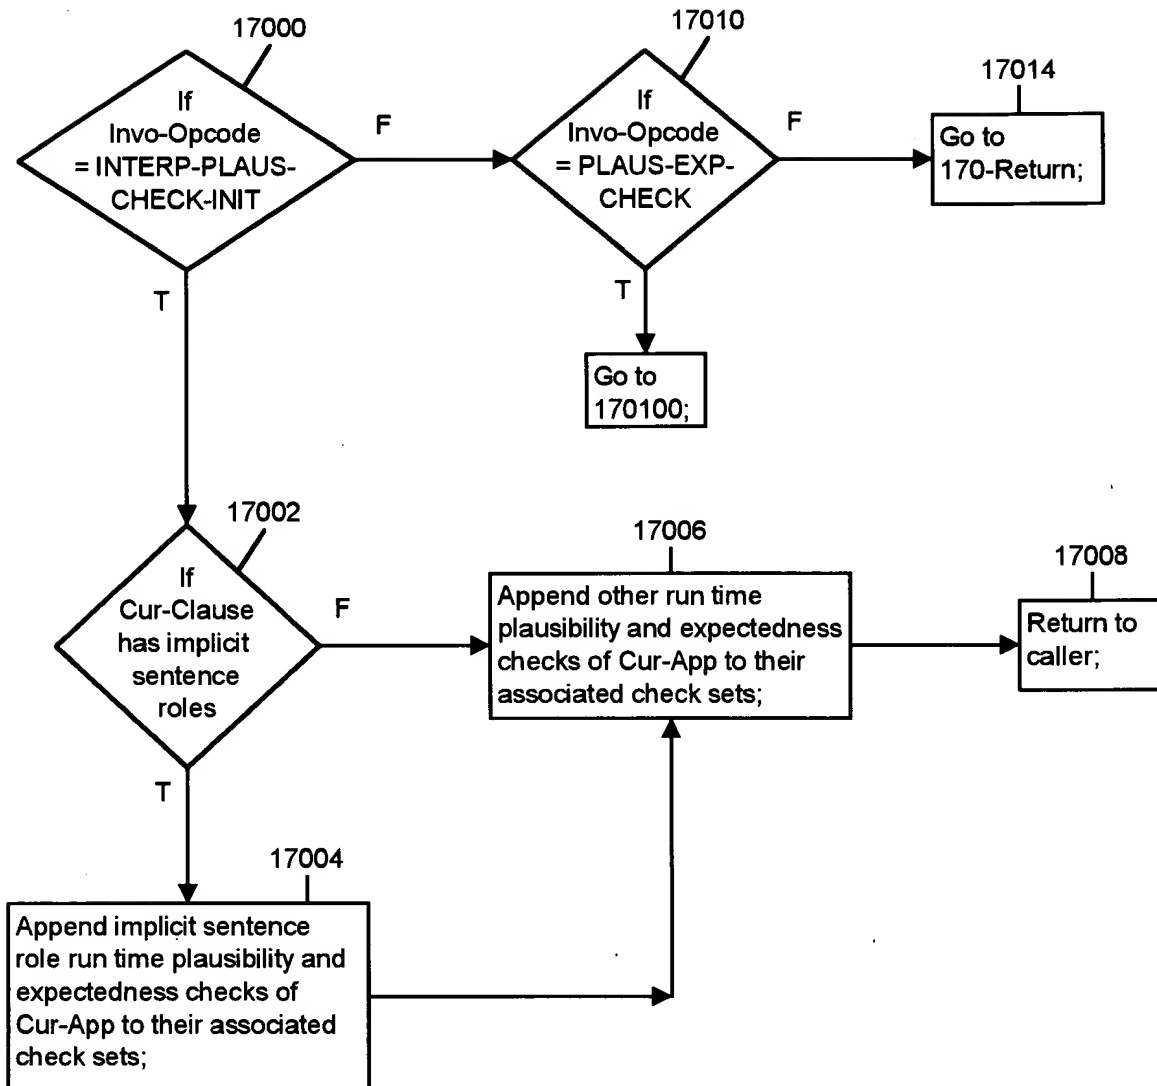 17000
If
Invo-Opcode
= INTERP-PLAUS-
CHECK-INIT
F
T
17010
If
Invo-Opcode
= PLAUS-EXP-
CHECK
F
T
17014
Go to
170-Return;
Go to
170100;
17002
If
Cur-Clause
has implicit
sentence
roles
F
T
17006
Append other run time
plausibility and expectedness
checks of Cur-App to their
associated check sets;
17008
Return to
caller;
17004
Append implicit sentence
role run time plausibility and
expectedness checks of
Cur-App to their associated
check sets;